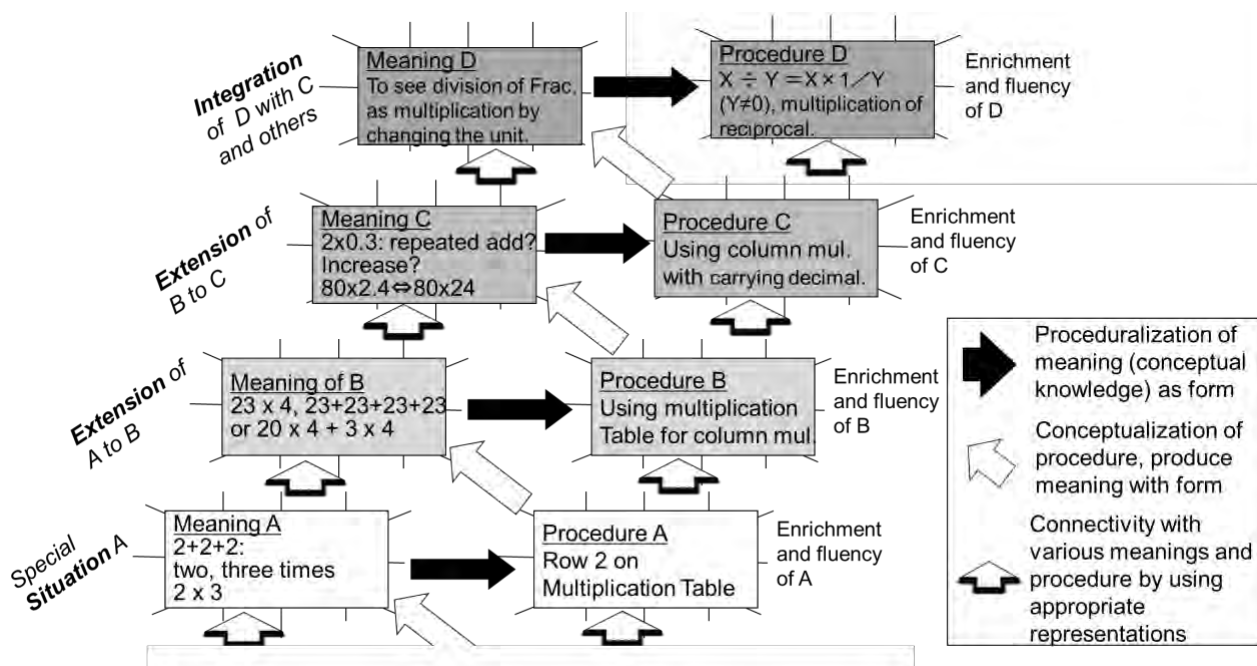 Integration
of D with C
and others
Meaning D
To see division of Frac,
as multiplication by
changing the unit.
Procedure D
X ÷ Y =X × 1／Y
(Y≠0), multiplication of
reciprocal.
Enrichment
and fluency
of D
Extension of
B to C
Meaning C
2x0.3: repeated add?
Increase?
80x2.4⇔80x24
Procedure C
Using column mul.
with carrying decimal.
Enrichment
and fluency
of C
Extension of
A to B
Meaning of B
23 x 4, 23+23+23+23
or 20 x 4 + 3 x 4
Procedure B
Using multiplication
Table for column mul.
Enrichment
and fluency
of B
Special
Situation A
Meaning A
2+2+2:
two, three times
2 x 3
Procedure A
Row 2 on
Multiplication Table
Enrichment
and fluency
of A
Proceduralization of
meaning (conceptual
knowledge) as form
Conceptualization of
procedure, produce
meaning with form
Connectivity with
various meanings and
procedure by using
appropriate
representations